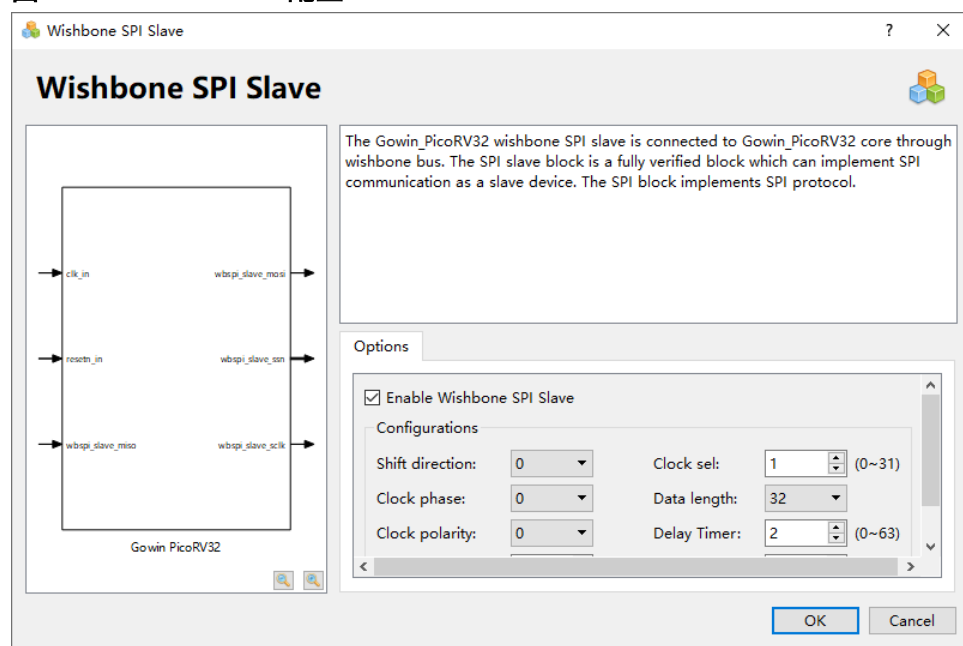 Wishbone SPI Slave
?
Wishbone SPI Slave
The Gowin_PicoRV32 wishbone SPI slave is connected to Gowin_PicoRV32 core through
wishbone bus. The SPI slave block is a fully verified block which can implement SPI
communication as a slave device. The SPI block implements SPI protocol.
clk_in wbspi_slave_mosi
resetn_in wbspi_slave_ssn
wbspi_slave_miso wbspi_slave_sclk
Gowin PicoRV32
Options
Enable Wishbone SPI Slave
Configurations
Shift direction: 0 Clock sel: 1 (0~31)
Clock phase: 0 Data length: 32
Clock polarity: 0 Delay Timer: 2 (0~63)
OK Cancel